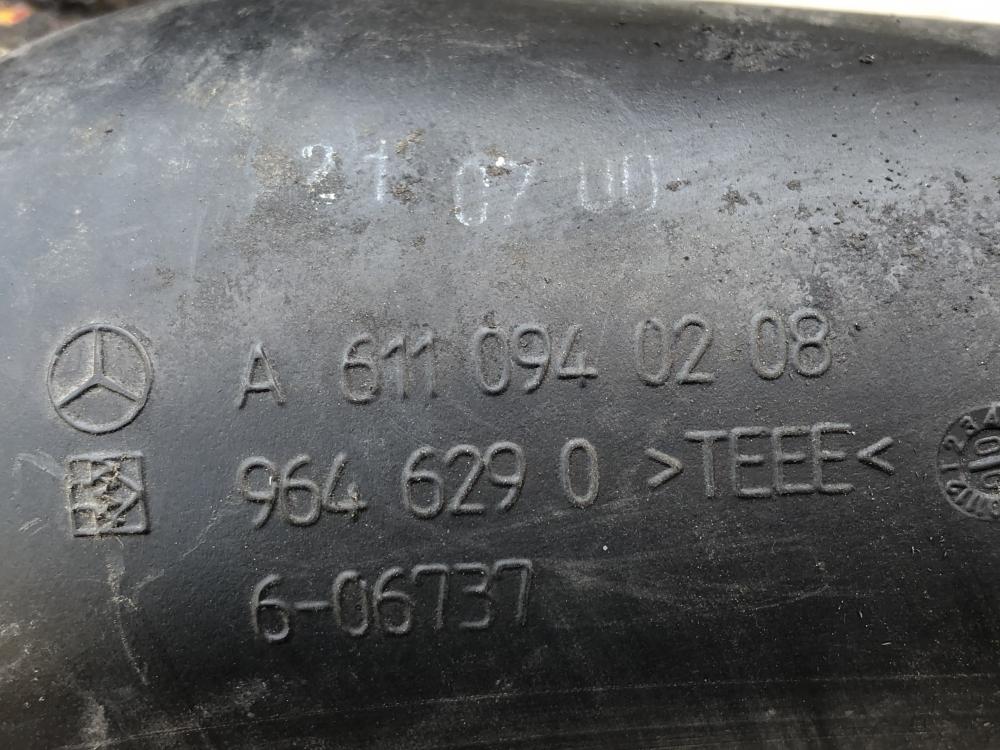 21 07 00
A 611 094 02 08
964 629 0 >TEEE<
6-06737